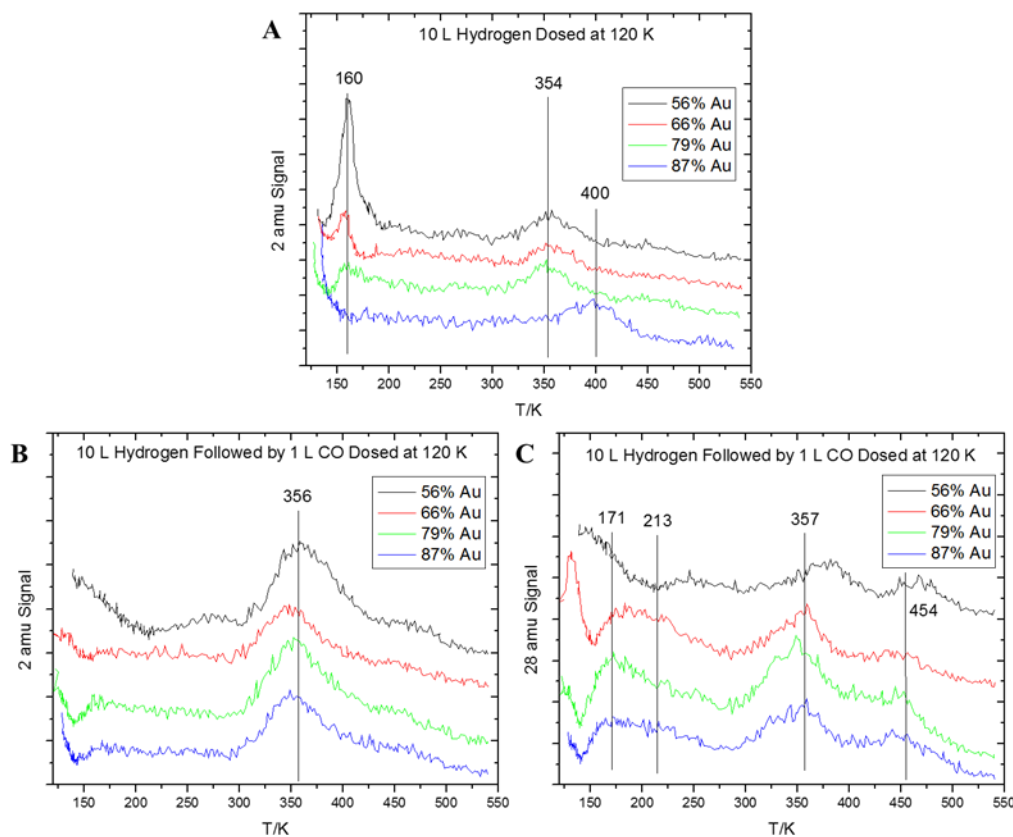 A
10 L Hydrogen Dosed at 120 K
160
354
400
56% Au
66% Au
79% Au
87% Au
2 amu Signal
150 200 250 300 350 400 450 500 550
T/K
B
10 L Hydrogen Followed by 1 L CO Dosed at 120 K
356
56% Au
66% Au
79% Au
87% Au
2 amu Signal
150 200 250 300 350 400 450 500 550
T/K
C
10 L Hydrogen Followed by 1 L CO Dosed at 120 K
171
213
357
454
56% Au
66% Au
79% Au
87% Au
28 amu Signal
150 200 250 300 350 400 450 500 550
T/K